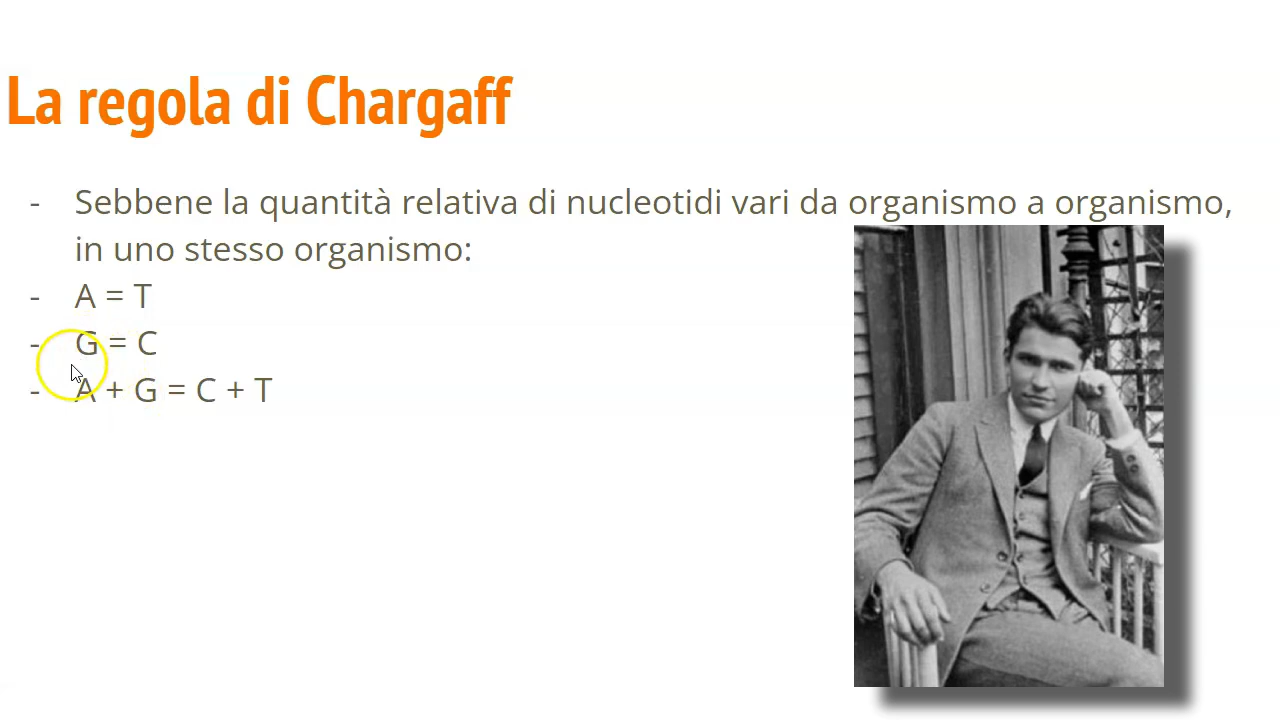 La regola di Chargaff
- Sebbene la quantità relativa di nucleotidi vari da organismo a organismo,
in uno stesso organismo:
- A = T
- G = C
- A + G = C + T